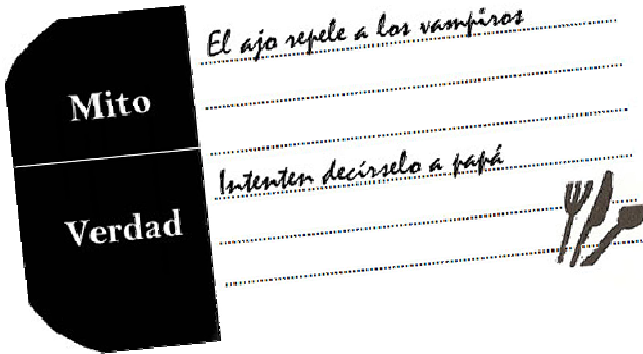 Mito
El ajo repele a los vampiros
Verdad
Intenten decírselo a papá